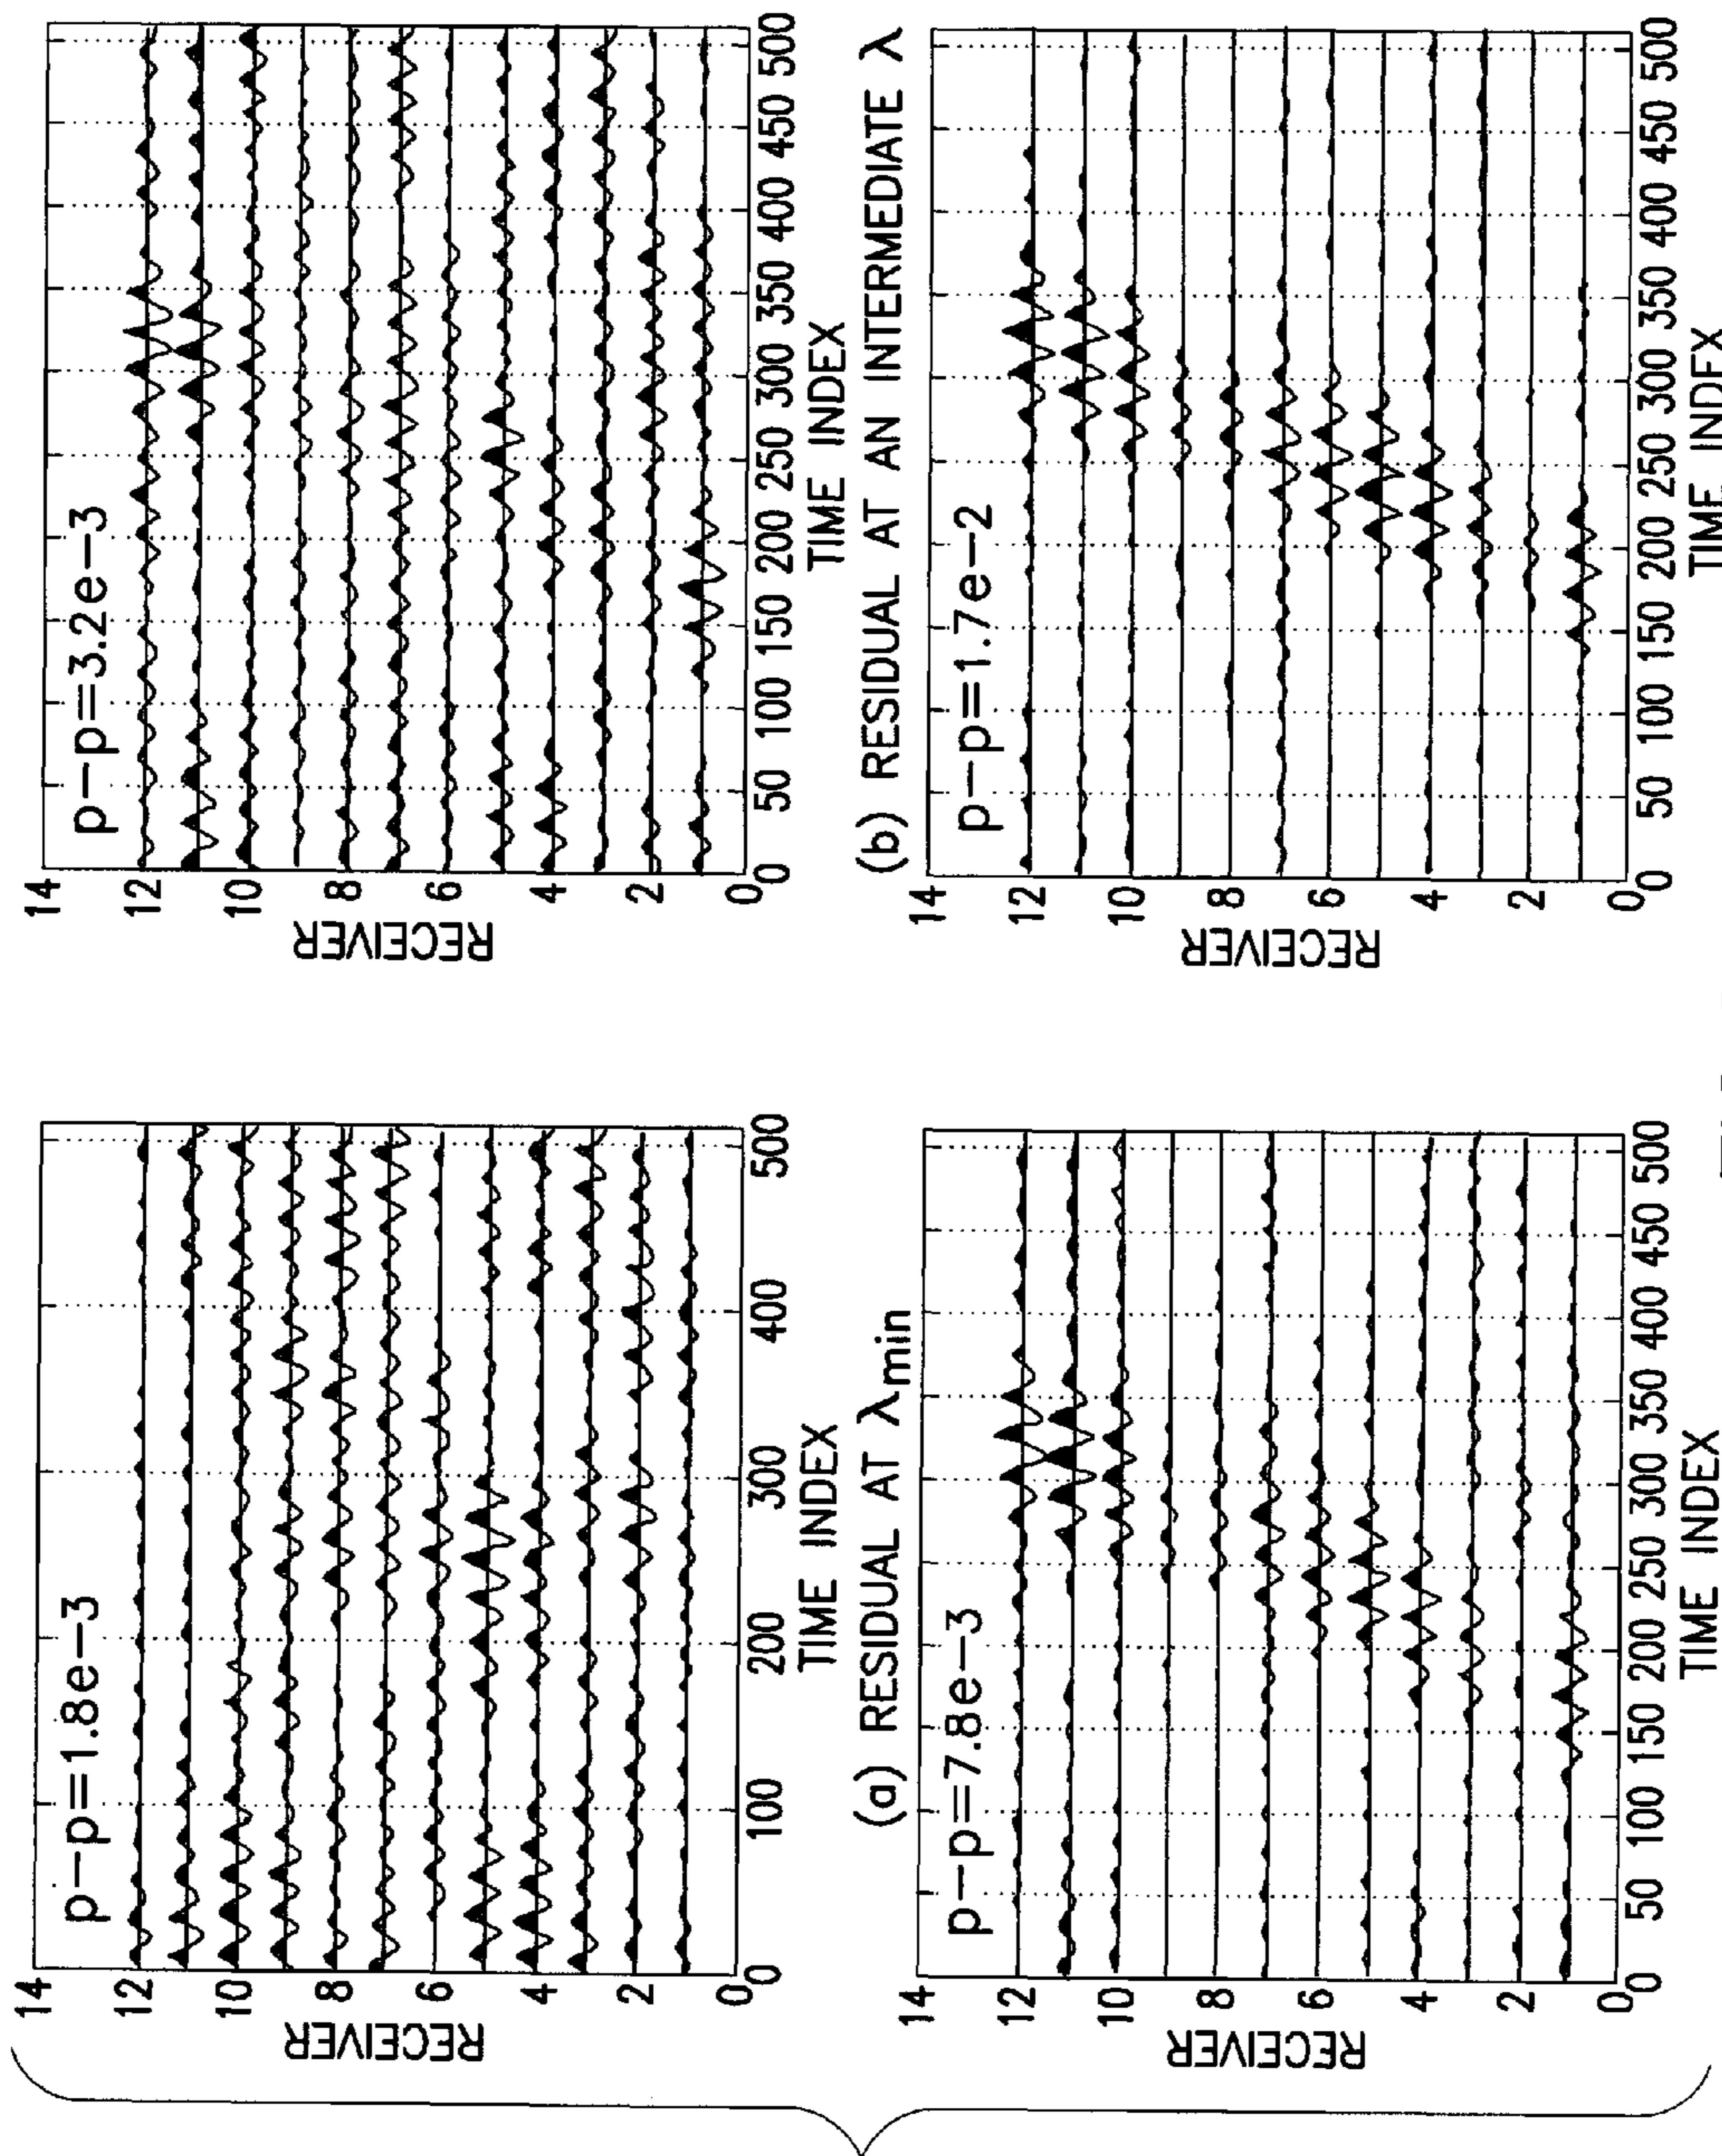 p-p=1.8e-3
14
12
10
8
6
4
2
0
RECEIVER
0 100 200 300 400 500
TIME INDEX
(a) RESIDUAL AT λmin
p-p=3.2e-3
14
12
10
8
6
4
2
0
RECEIVER
0 50 100 150 200 250 300 350 400 450 500
TIME INDEX
(b) RESIDUAL AT AN INTERMEDIATE λ
p-p=7.8e-3
14
12
10
8
6
4
2
0
RECEIVER
0 50 100 150 200 250 300 350 400 450 500
TIME INDEX
p-p=1.7e-2
14
12
10
8
6
4
2
0
RECEIVER
0 50 100 150 200 250 300 350 400 450 500
TIME INDEX